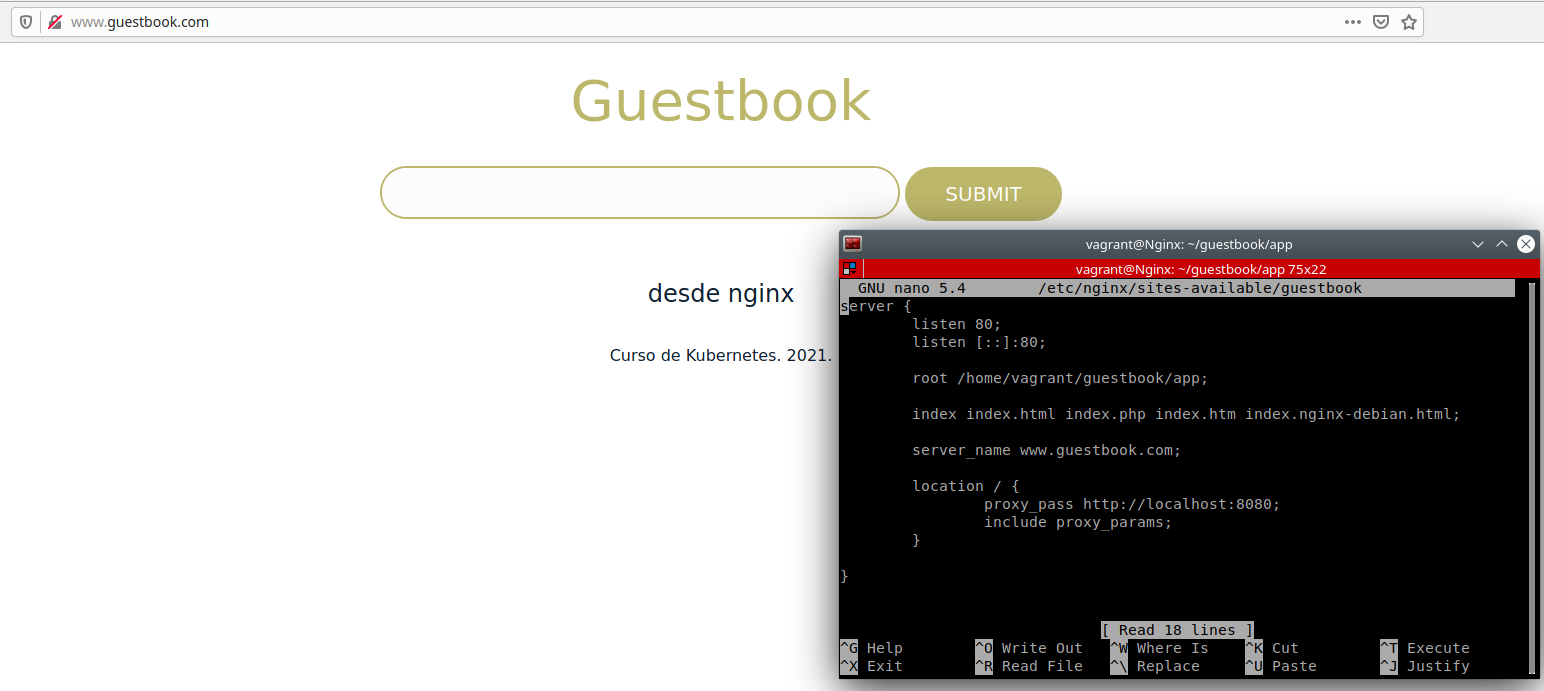 www.guestbook.com
Guestbook
SUBMIT
desde nginx
Curso de Kubernetes. 2021.
vagrant@Nginx: ~/guestbook/app
vagrant@Nginx: ~/guestbook/app 75x22
GNU nano 5.4 /etc/nginx/sites-available/guestbook
server {
listen 80;
listen [::]:80;
root /home/vagrant/guestbook/app;
index index.html index.php index.htm index.nginx-debian.html;
server_name www.guestbook.com;
location / {
proxy_pass http://localhost:8080;
include proxy_params;
}
}
[ Read 18 lines ]
^G Help ^O Write Out ^W Where Is ^K Cut ^T Execute
^X Exit ^R Read File ^\ Replace ^U Paste ^J Justify